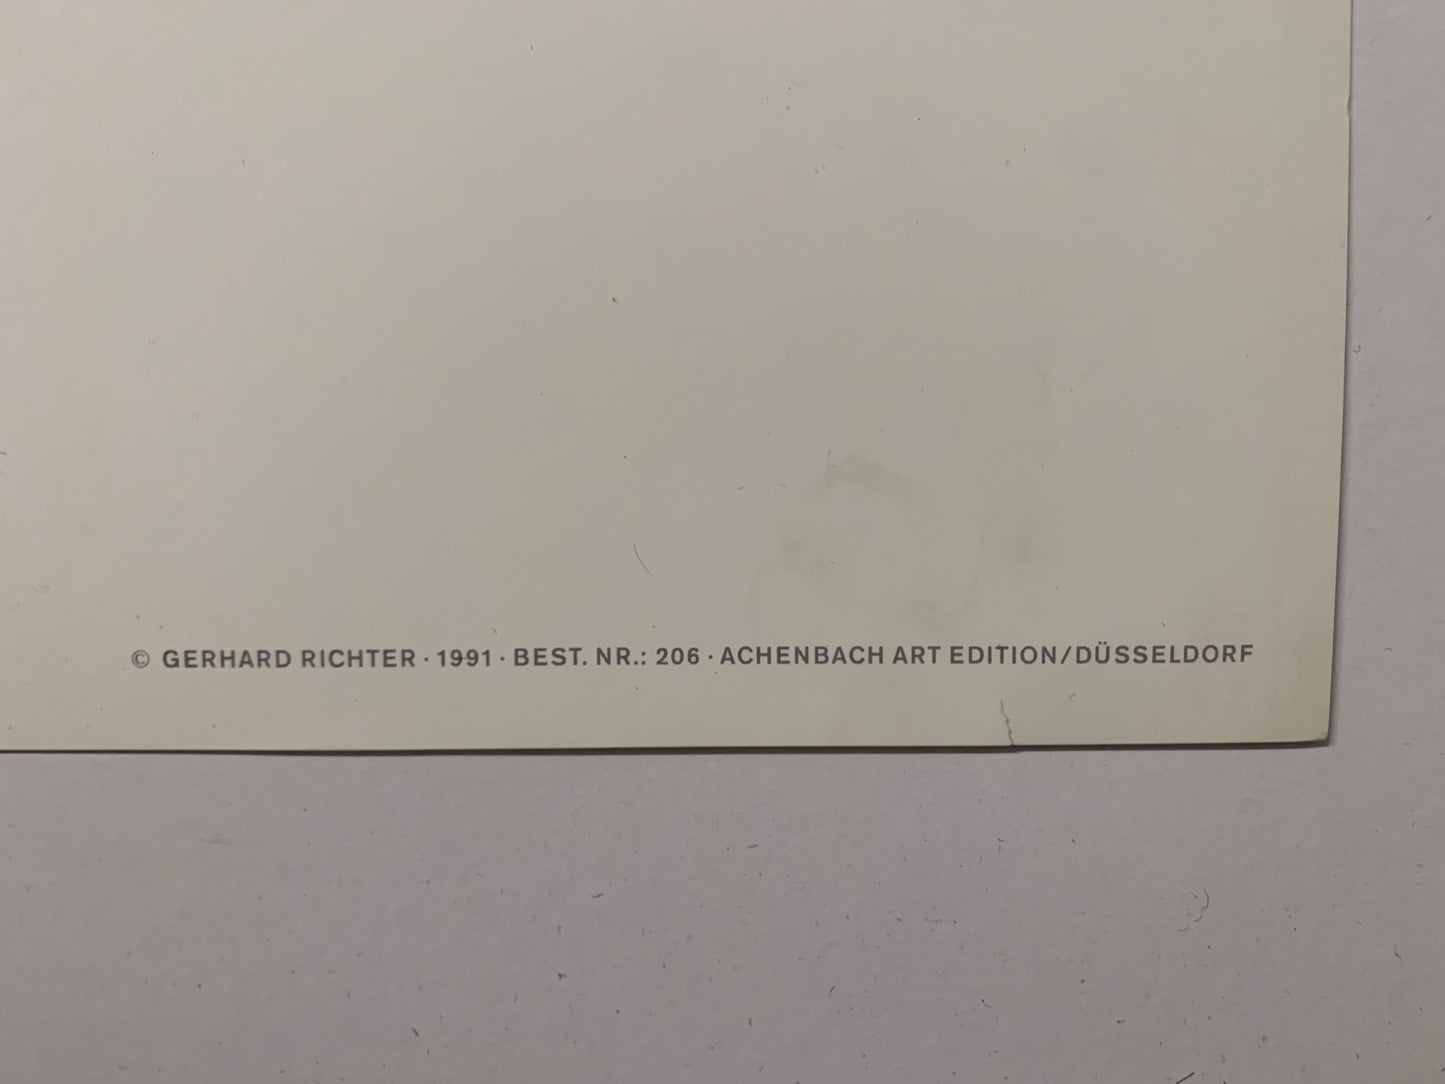 © GERHARD RICHTER · 1991 · BEST. NR.: 206 · ACHENBACH ART EDITION/DÜSSELDORF